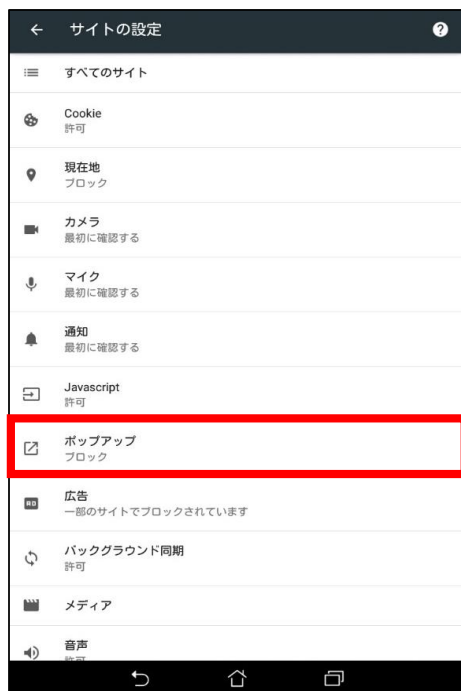 サイトの設定
すべてのサイト
Cookie
許可
現在地
ブロック
カメラ
最初に確認する
マイク
最初に確認する
通知
最初に確認する
Javascript
許可
ポップアップ
ブロック
広告
一部のサイトでブロックされています
バックグラウンド同期
許可
メディア
音声